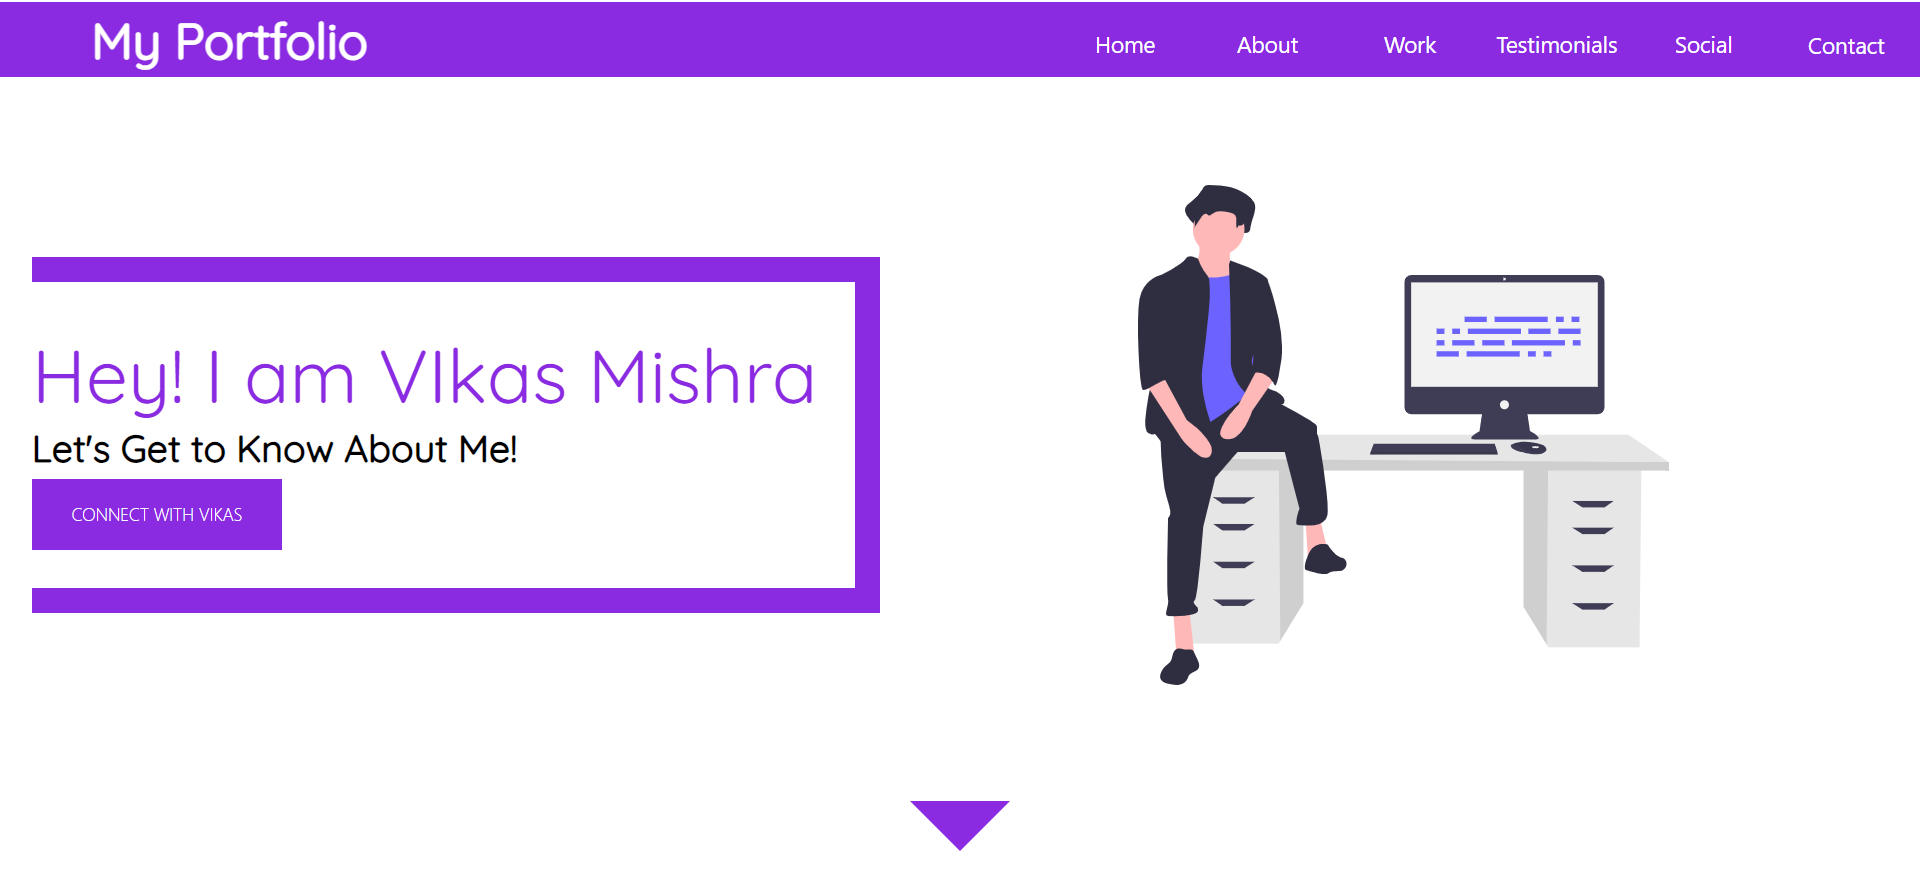 My Portfolio
Home About Work Testimonials Social Contact
Hey! I am VIkas Mishra
Let's Get to Know About Me!
CONNECT WITH VIKAS